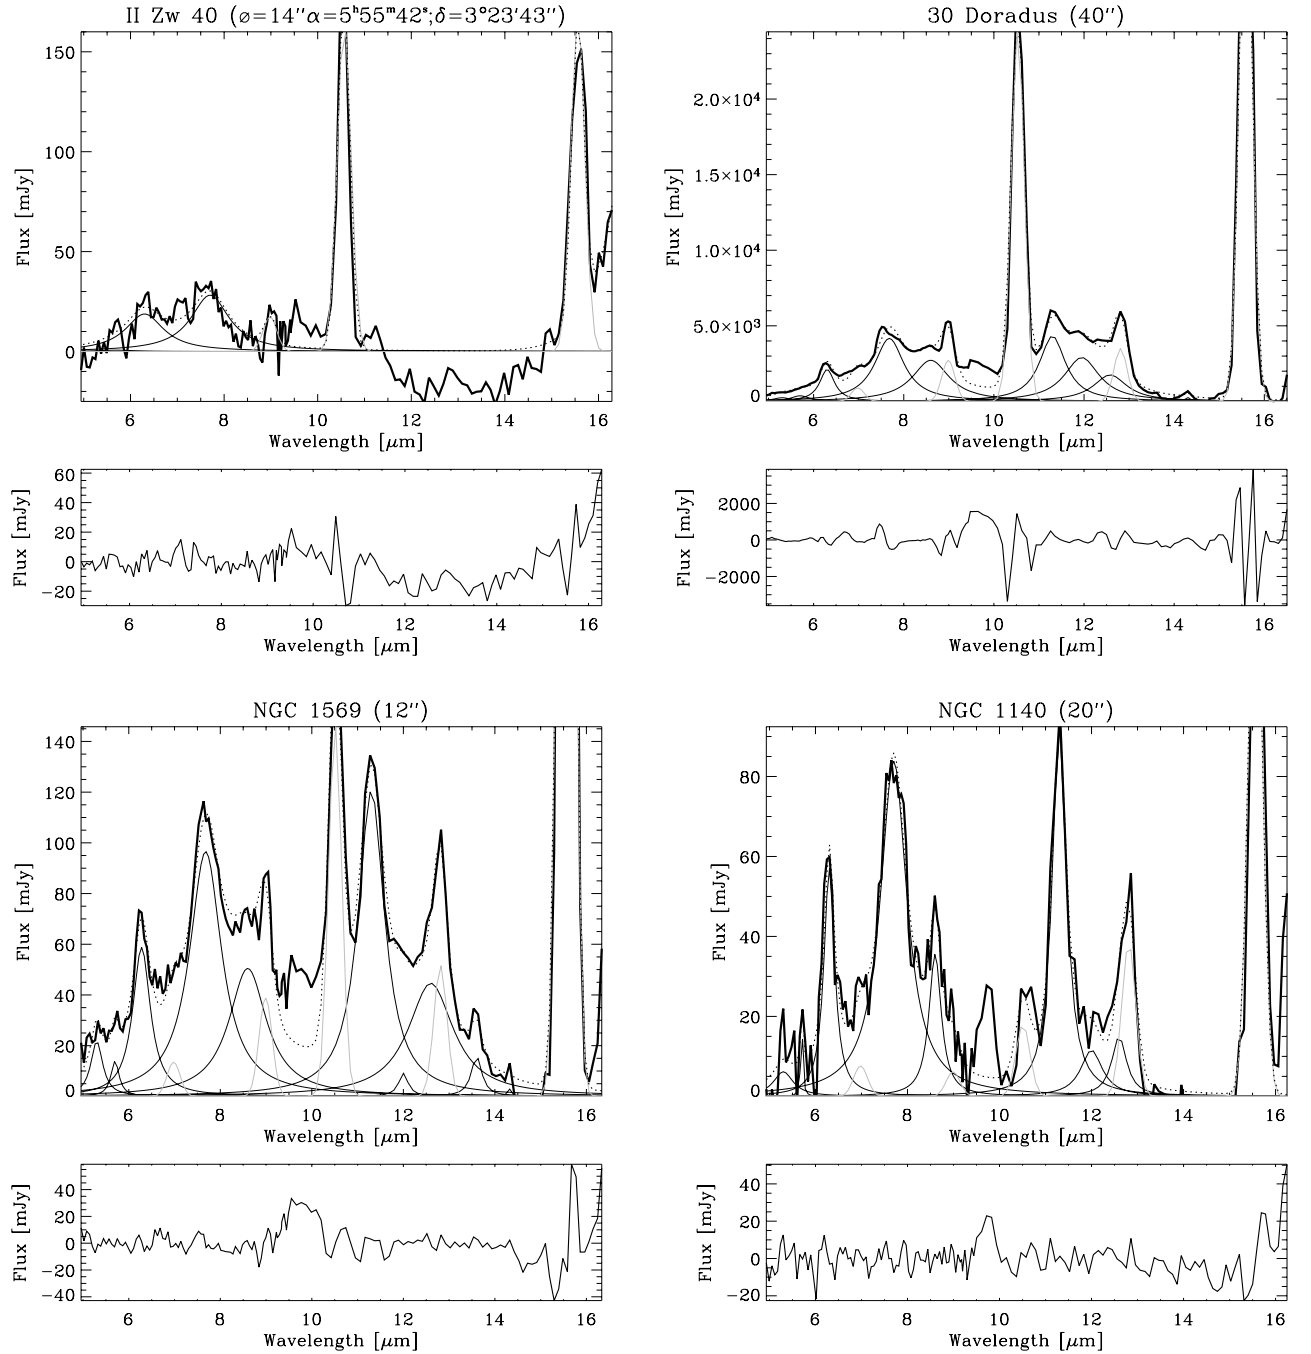 II Zw 40 (⌀=14″α=5ʰ55ᵐ42ˢ;δ=3°23′43″)
150
100
50
0
Flux [mJy]
6 8 10 12 14 16
Wavelength [μm]
60
40
20
0
−20
Flux [mJy]
6 8 10 12 14 16
Wavelength [μm]
30 Doradus (40″)
2.0×10⁴
1.5×10⁴
1.0×10⁴
5.0×10³
0
Flux [mJy]
6 8 10 12 14 16
Wavelength [μm]
2000
0
−2000
Flux [mJy]
6 8 10 12 14 16
Wavelength [μm]
NGC 1569 (12″)
140
120
100
80
60
40
20
0
Flux [mJy]
6 8 10 12 14 16
Wavelength [μm]
40
20
0
−20
−40
Flux [mJy]
6 8 10 12 14 16
Wavelength [μm]
NGC 1140 (20″)
80
60
40
20
0
Flux [mJy]
6 8 10 12 14 16
Wavelength [μm]
40
20
0
−20
Flux [mJy]
6 8 10 12 14 16
Wavelength [μm]